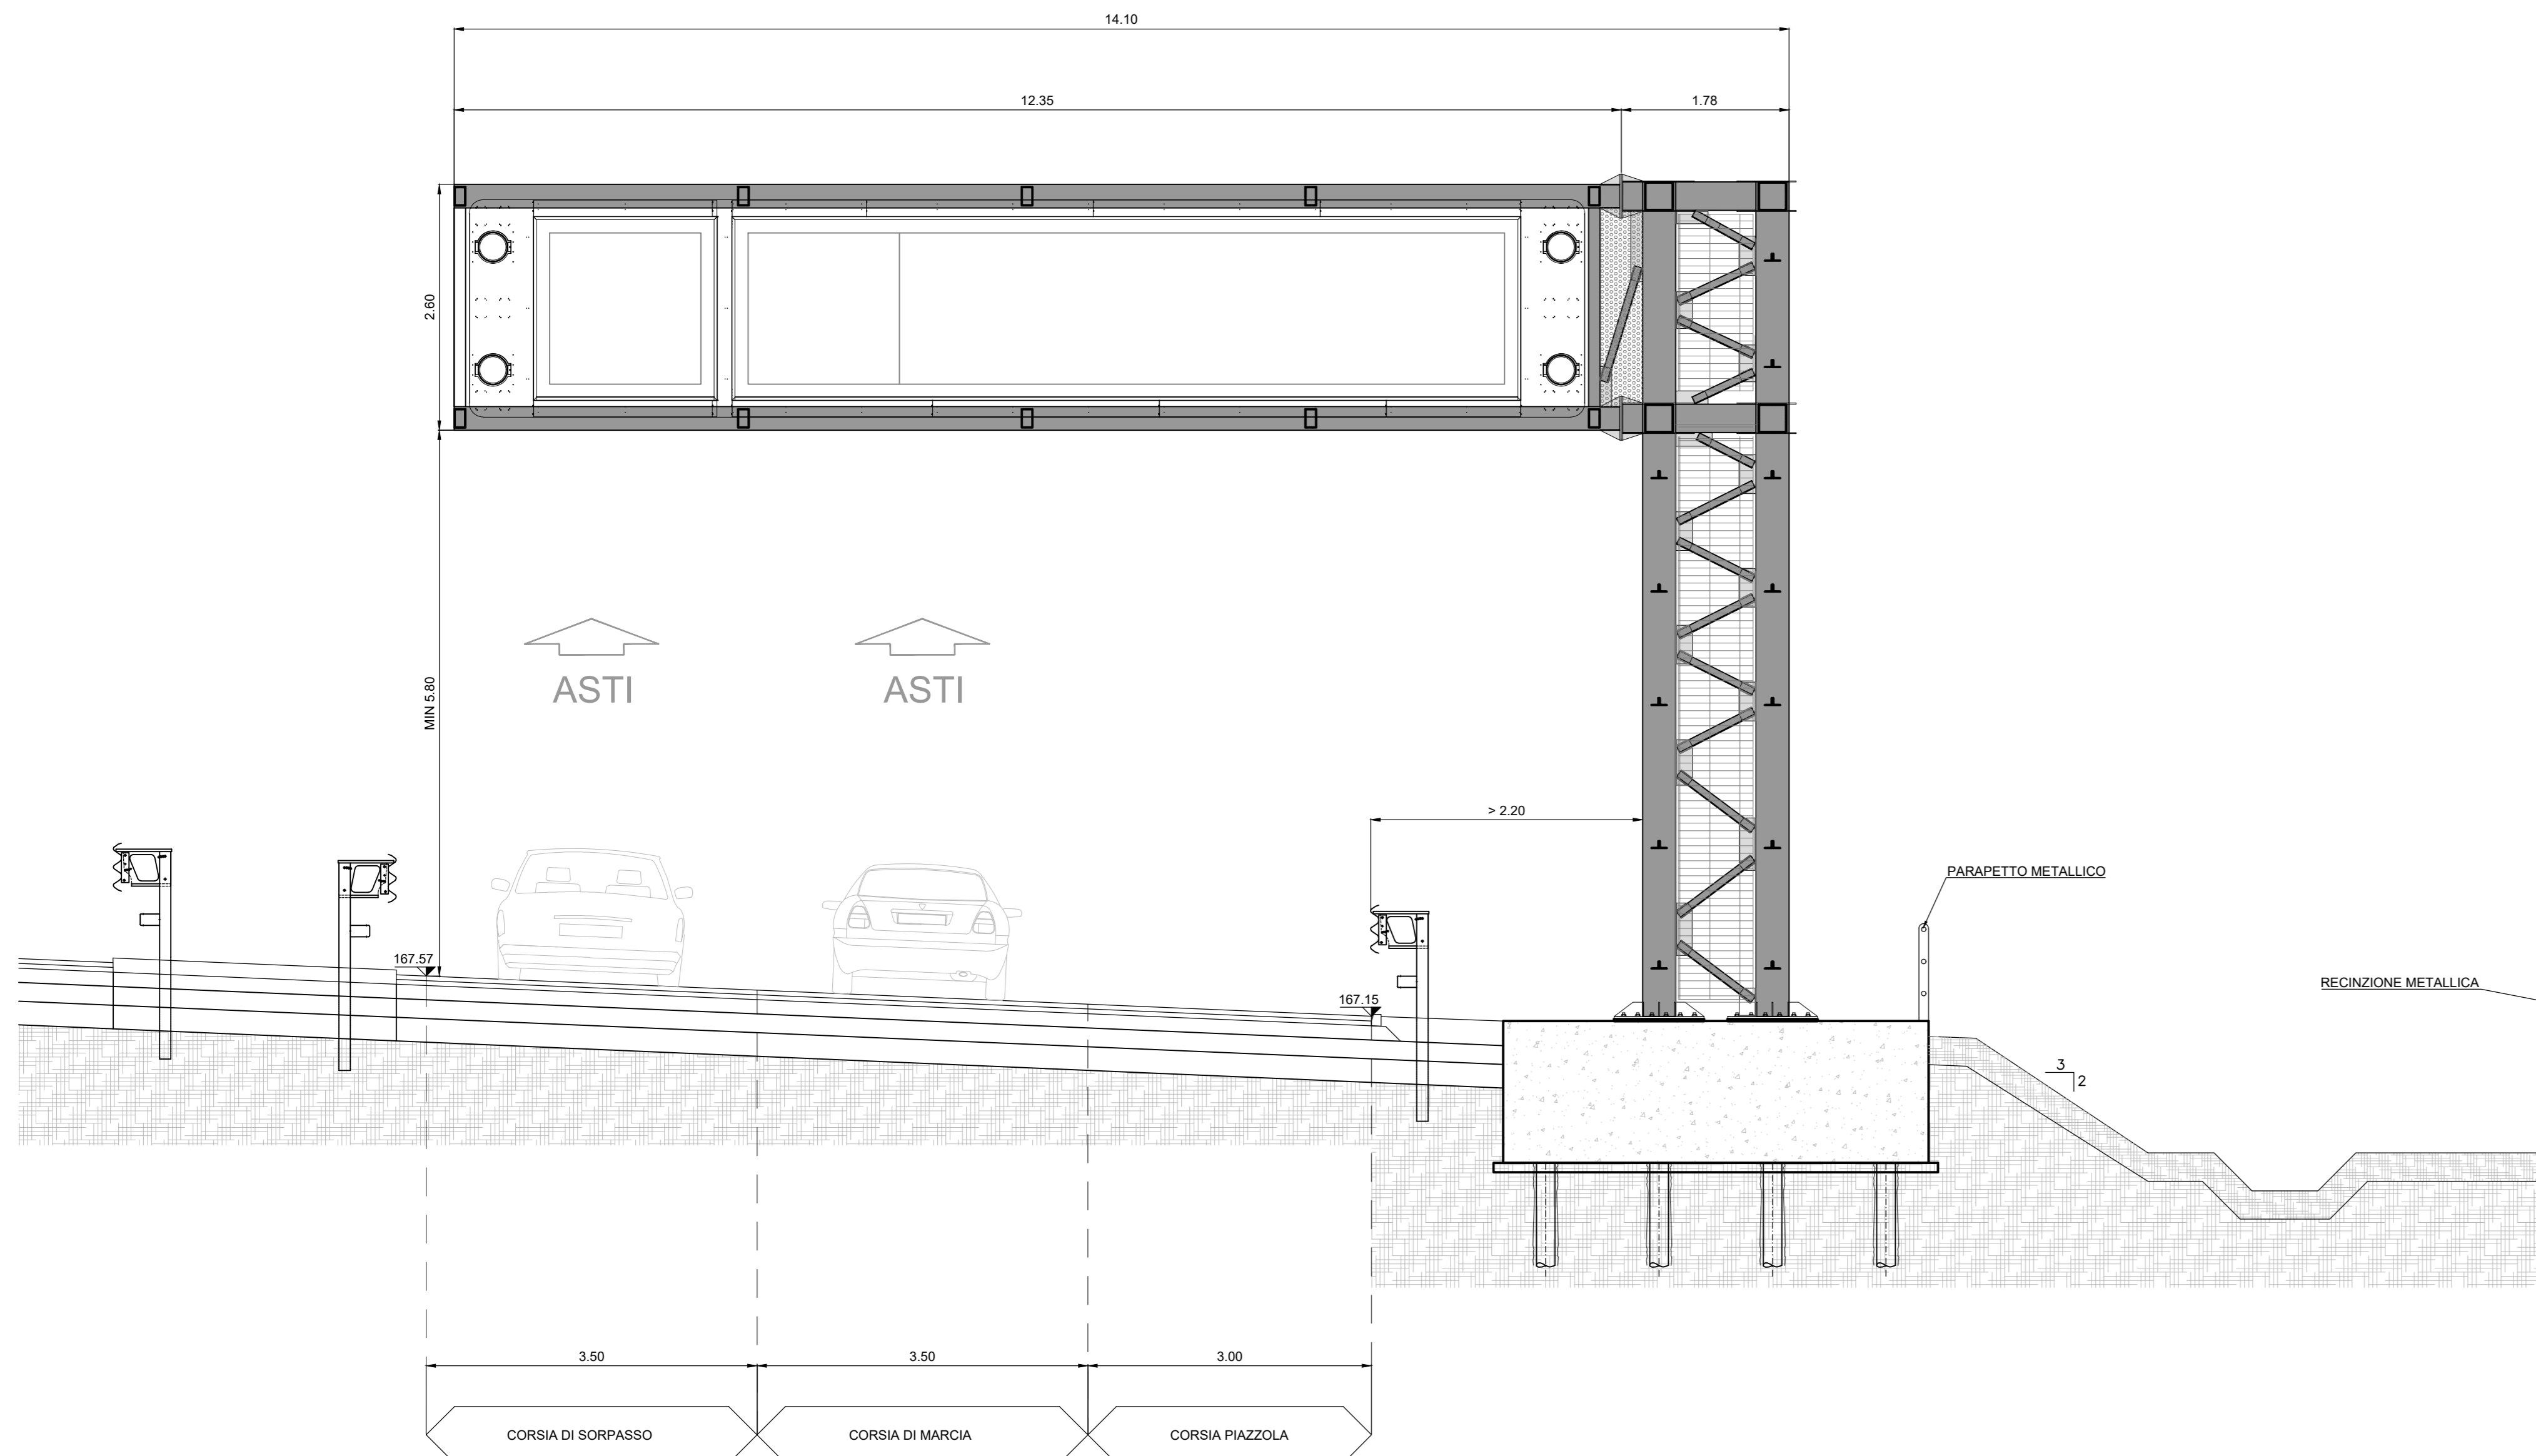 14.10
12.35
1.78
2.60
MIN 5.80
ASTI
ASTI
> 2.20
PARAPETTO METALLICO
167.57
RECINZIONE METALLICA
167.15
3
2
3.50
3.50
3.00
CORSIA DI SORPASSO
CORSIA DI MARCIA
CORSIA PIAZZOLA